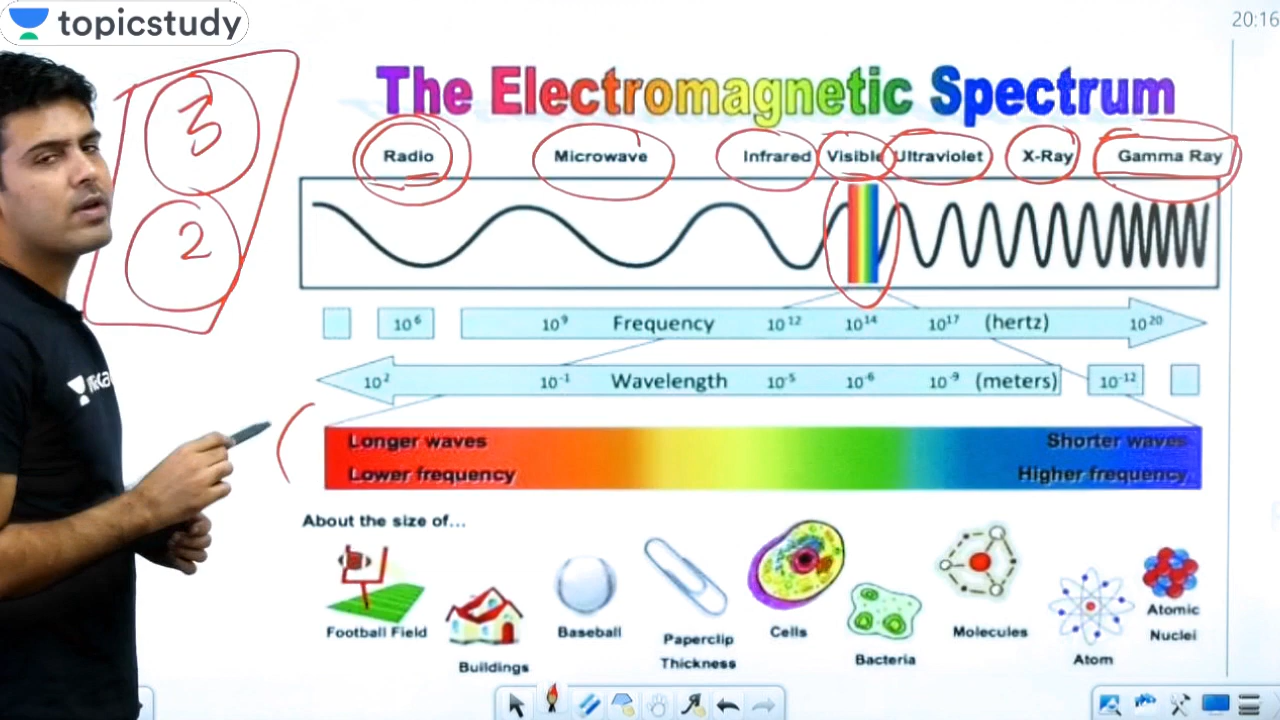 topicstudy
20:16
3
2
The Electromagnetic Spectrum
Radio Microwave Infrared Visible Ultraviolet X-Ray Gamma Ray
10⁶ 10⁹ Frequency 10¹² 10¹⁴ 10¹⁷ (hertz) 10²⁰
10² 10⁻¹ Wavelength 10⁻⁵ 10⁻⁶ 10⁻⁹ (meters) 10⁻¹²
Longer waves Shorter waves
Lower frequency Higher frequency
About the size of...
Football Field
Buildings
Baseball
Paperclip
Thickness
Cells
Bacteria
Molecules
Atom
Atomic
Nuclei